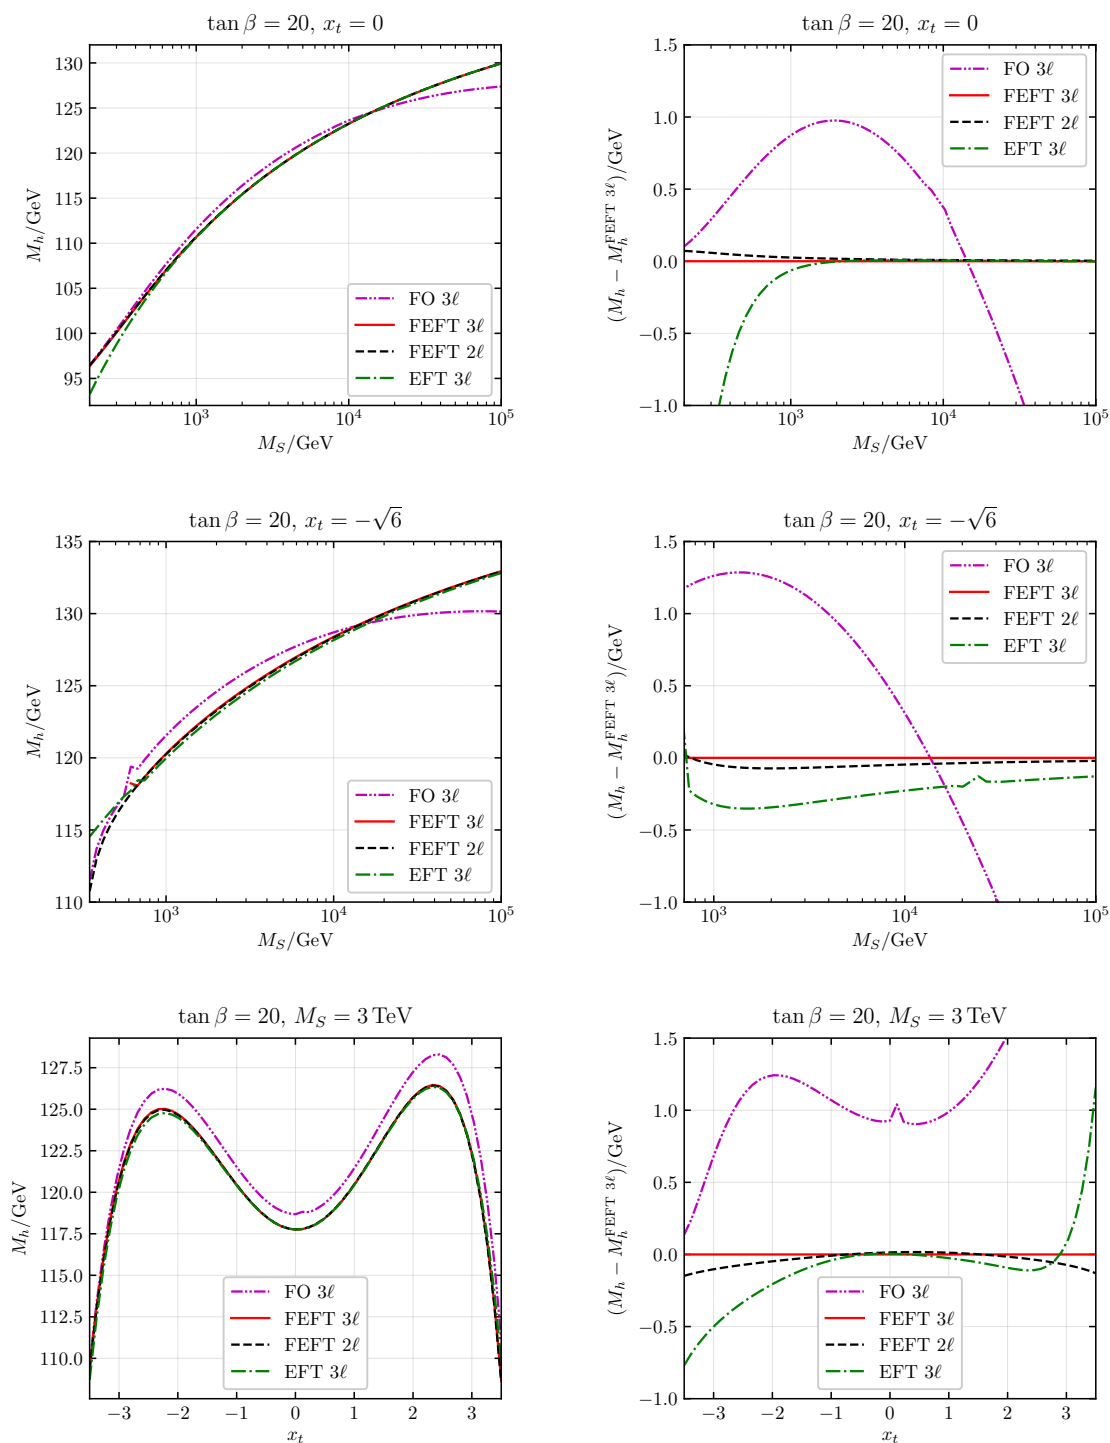 tan β = 20, x_t = 0
M_h/GeV
130
125
120
115
110
105
100
95
FO 3ℓ
FEFT 3ℓ
FEFT 2ℓ
EFT 3ℓ
10^3
10^4
10^5
M_S/GeV
tan β = 20, x_t = 0
(M_h − M_h^{FEFT 3ℓ})/GeV
1.5
1.0
0.5
0.0
−0.5
−1.0
FO 3ℓ
FEFT 3ℓ
FEFT 2ℓ
EFT 3ℓ
10^3
10^4
10^5
M_S/GeV
tan β = 20, x_t = −√6
M_h/GeV
135
130
125
120
115
110
FO 3ℓ
FEFT 3ℓ
FEFT 2ℓ
EFT 3ℓ
10^3
10^4
10^5
M_S/GeV
tan β = 20, x_t = −√6
(M_h − M_h^{FEFT 3ℓ})/GeV
1.5
1.0
0.5
0.0
−0.5
−1.0
FO 3ℓ
FEFT 3ℓ
FEFT 2ℓ
EFT 3ℓ
10^3
10^4
10^5
M_S/GeV
tan β = 20, M_S = 3 TeV
M_h/GeV
127.5
125.0
122.5
120.0
117.5
115.0
112.5
110.0
FO 3ℓ
FEFT 3ℓ
FEFT 2ℓ
EFT 3ℓ
−3 −2 −1 0 1 2 3
x_t
tan β = 20, M_S = 3 TeV
(M_h − M_h^{FEFT 3ℓ})/GeV
1.5
1.0
0.5
0.0
−0.5
−1.0
FO 3ℓ
FEFT 3ℓ
FEFT 2ℓ
EFT 3ℓ
−3 −2 −1 0 1 2 3
x_t